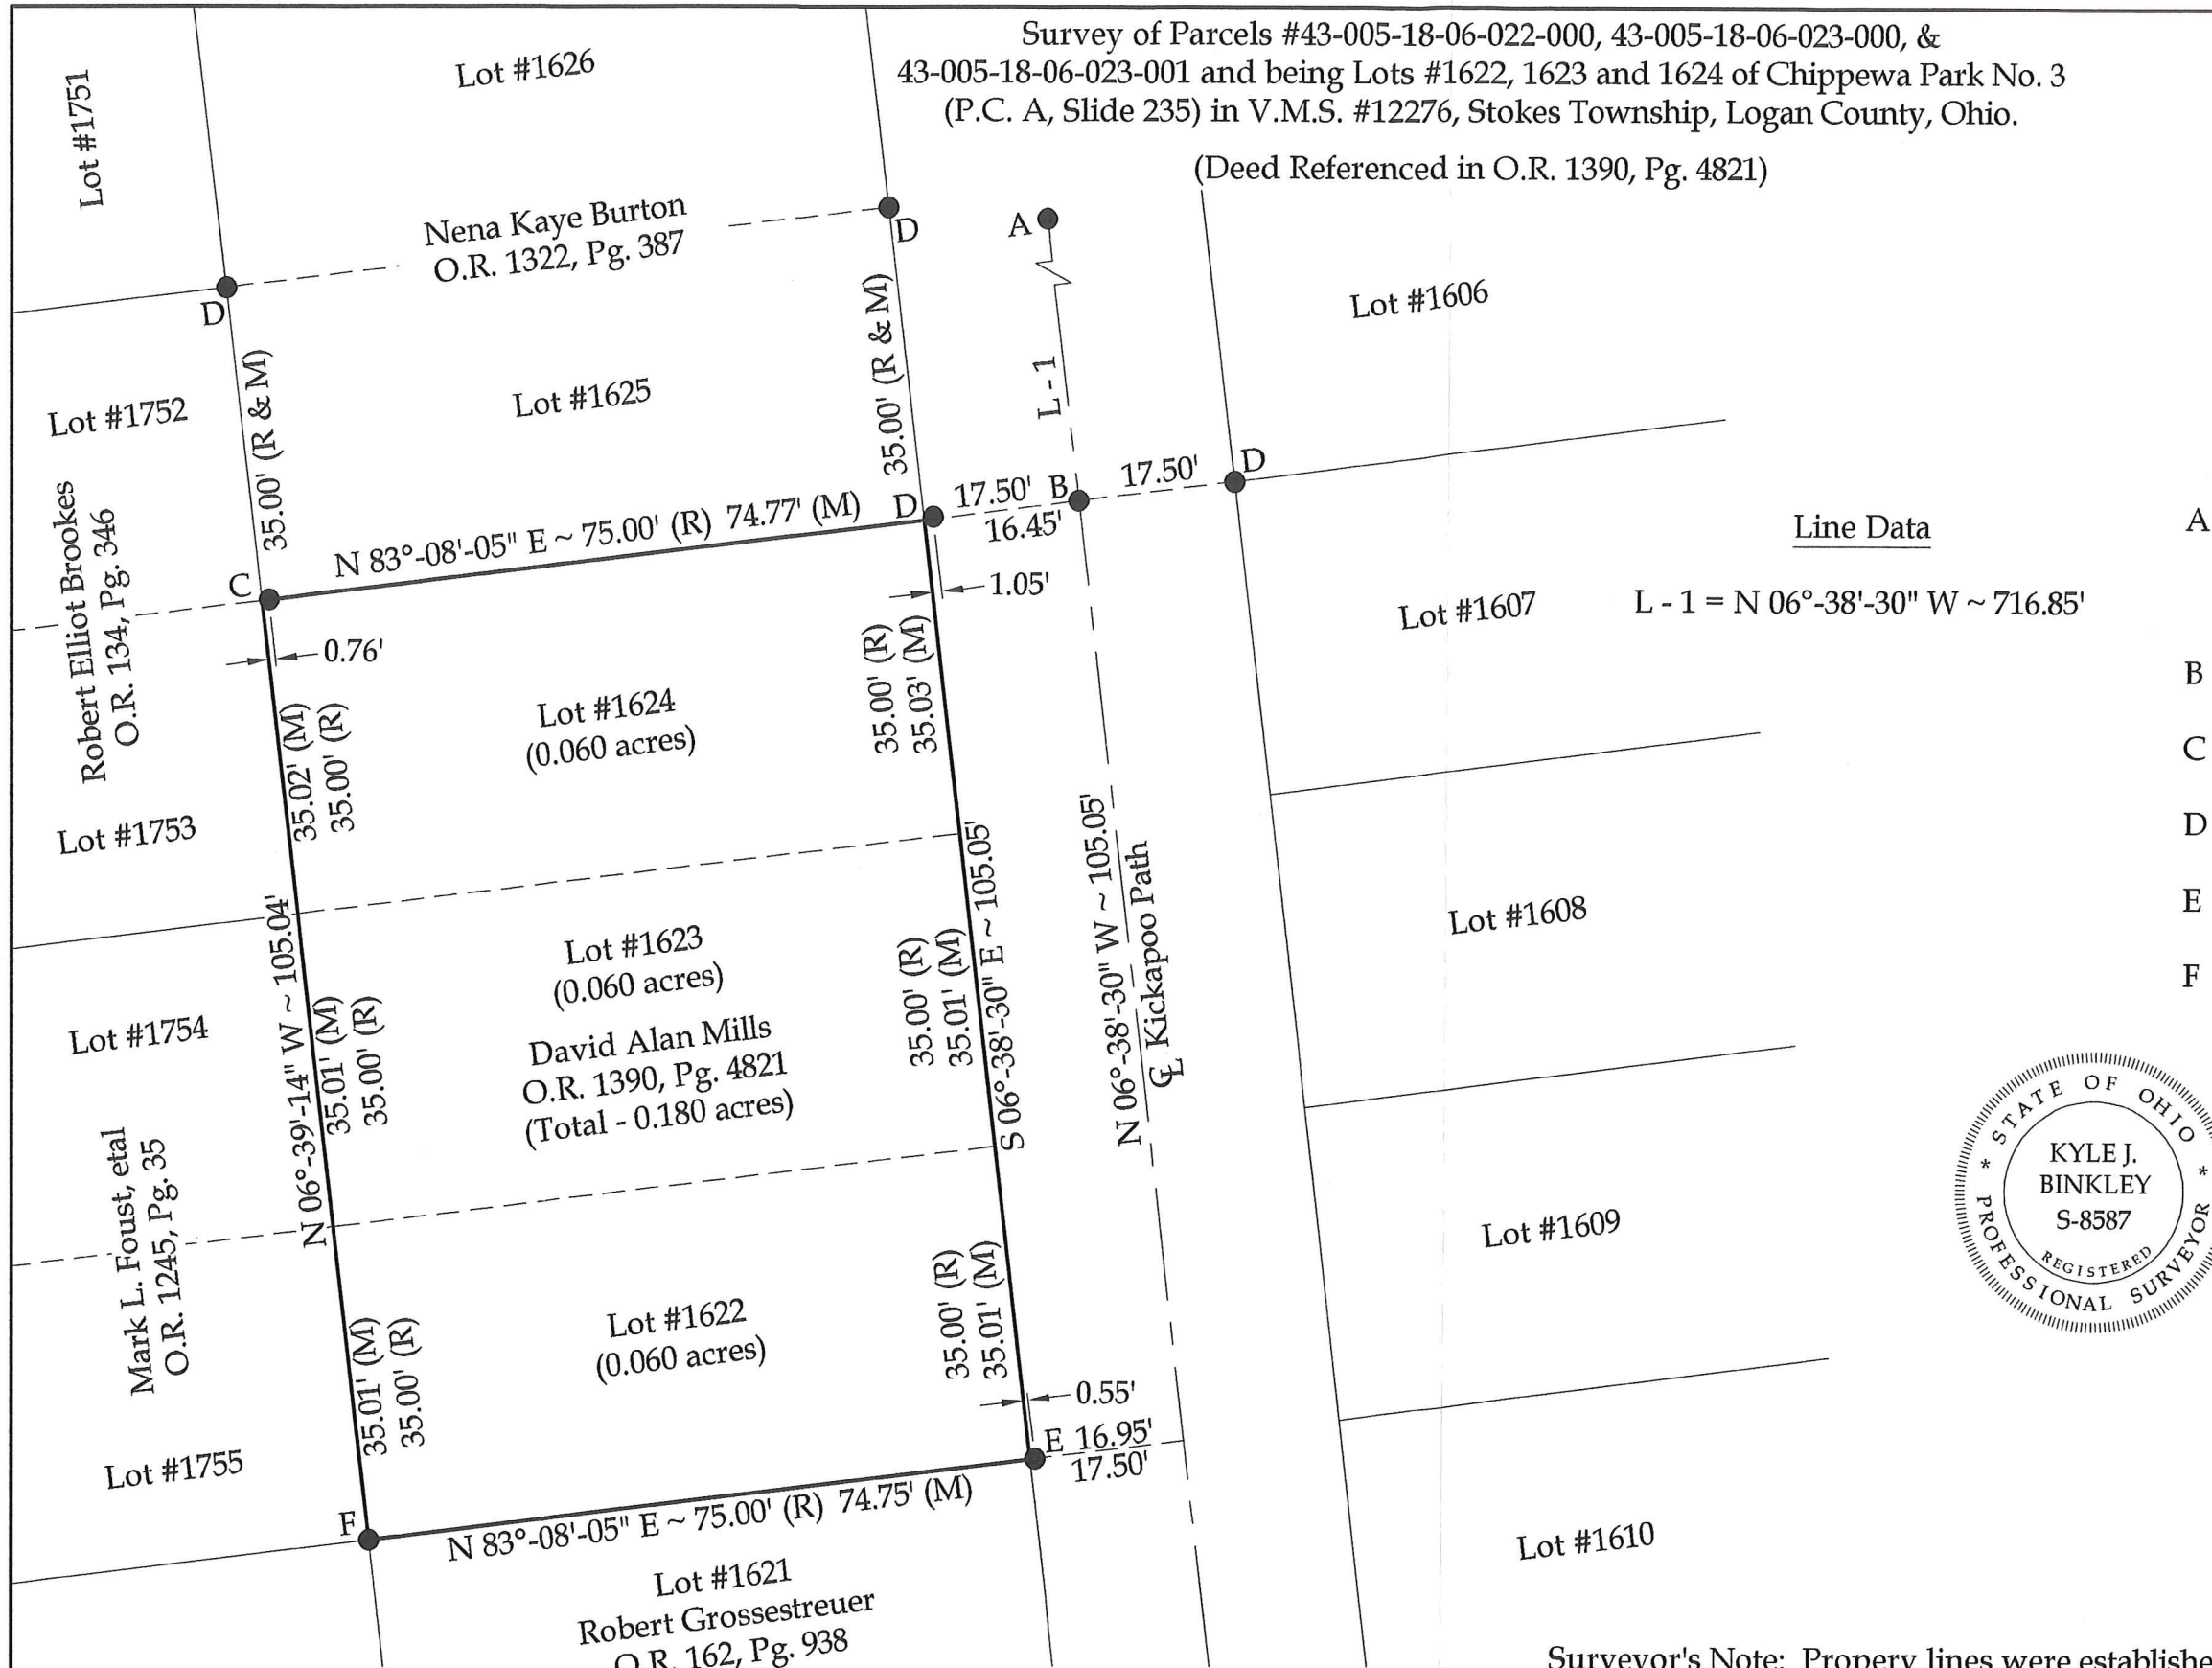 Survey of Parcels #43-005-18-06-022-000, 43-005-18-06-023-000, &
43-005-18-06-023-001 and being Lots #1622, 1623 and 1624 of Chippewa Park No. 3
(P.C. A, Slide 235) in V.M.S. #12276, Stokes Township, Logan County, Ohio.
(Deed Referenced in O.R. 1390, Pg. 4821)
Lot #1751
Lot #1626
Nena Kaye Burton
O.R. 1322, Pg. 387
D
D
A
L - 1
Lot #1606
35.00' (R & M)
35.00' (R & M)
Lot #1752
Lot #1625
Robert Elliot Brookes
O.R. 134, Pg. 346
C
N 83°-08'-05" E ~ 75.00' (R) 74.77' (M)
D
17.50'
16.45'
B
17.50'
D
1.05'
0.76'
Line Data
L - 1 = N 06°-38'-30" W ~ 716.85'
Lot #1607
A
B
C
D
E
F
Lot #1624
(0.060 acres)
35.02' (M)
35.00' (R)
35.00' (R)
35.03' (M)
Lot #1753
N 06°-39'-14" W ~ 105.04'
S 06°-38'-30" E ~ 105.05'
N 06°-38'-30" W ~ 105.05'
℄ Kickapoo Path
Lot #1608
Lot #1623
(0.060 acres)
David Alan Mills
O.R. 1390, Pg. 4821
(Total - 0.180 acres)
35.01' (M)
35.00' (R)
35.00' (R)
35.01' (M)
Lot #1754
Mark L. Foust, etal
O.R. 1245, Pg. 35
Lot #1609
STATE OF OHIO
KYLE J.
BINKLEY
S-8587
REGISTERED
* PROFESSIONAL SURVEYOR *
Lot #1622
(0.060 acres)
35.01' (M)
35.00' (R)
35.00' (R)
35.01' (M)
0.55'
E
16.95'
17.50'
Lot #1755
F
N 83°-08'-05" E ~ 75.00' (R) 74.75' (M)
Lot #1610
Lot #1621
Robert Grossestreuer
O.R. 162, Pg. 938
Surveyor's Note: Propery lines were establishe